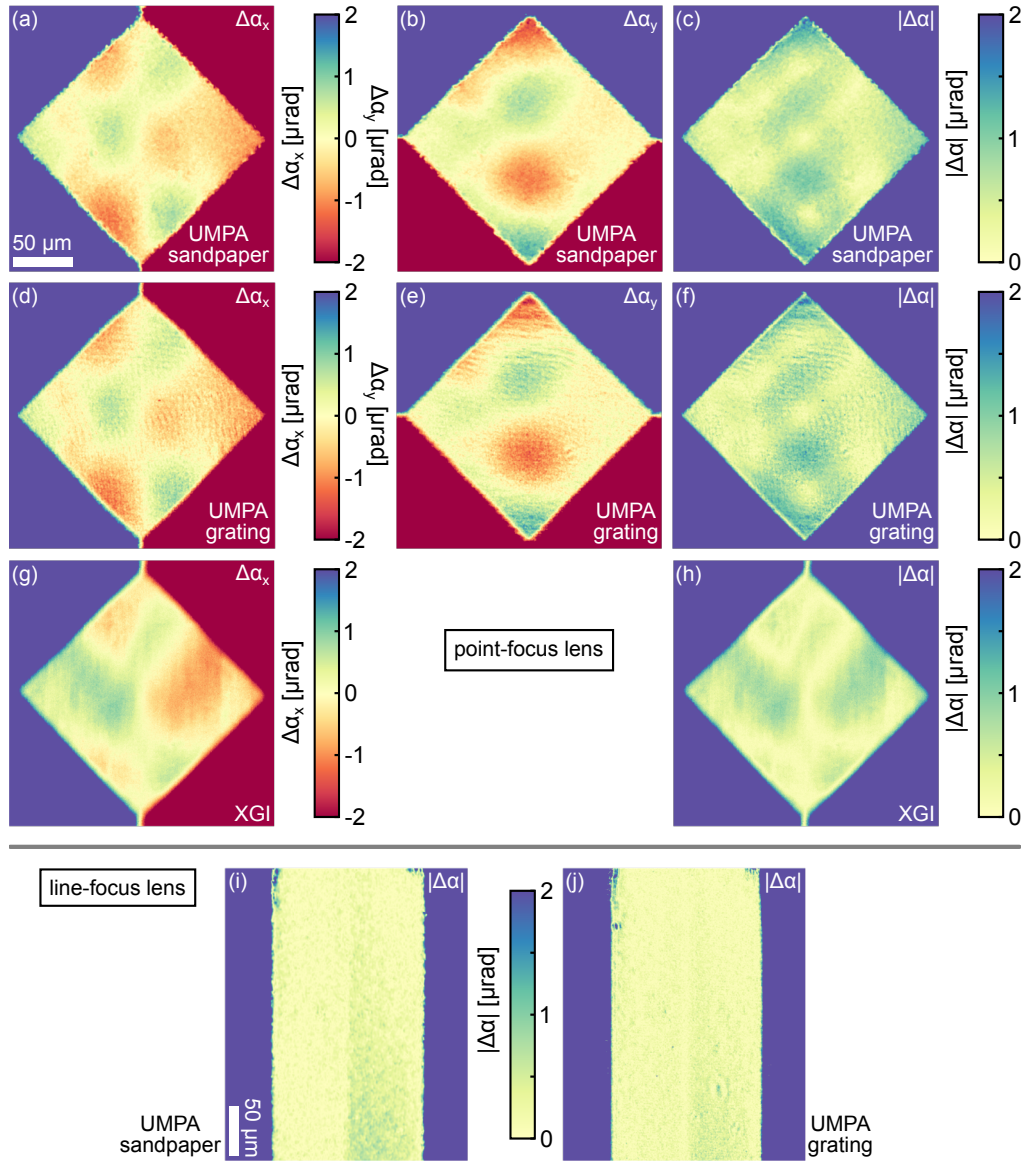 (a)
Δαx
UMPA
sandpaper
50 μm
2
1
0
-1
-2
Δαx [μrad]
Δαy [μrad]
(b)
Δαy
UMPA
sandpaper
(c)
|Δα|
UMPA
sandpaper
|Δα| [μrad]
2
1
0
(d)
Δαx
UMPA
grating
Δαx [μrad]
2
1
0
-1
-2
Δαy [μrad]
(e)
Δαy
UMPA
grating
(f)
|Δα|
UMPA
grating
|Δα| [μrad]
2
1
0
(g)
Δαx
XGI
Δαx [μrad]
2
1
0
-1
-2
point-focus lens
(h)
|Δα|
XGI
|Δα| [μrad]
2
1
0
line-focus lens
(i)
|Δα|
50 μm
UMPA
sandpaper
|Δα| [μrad]
2
1
0
(j)
|Δα|
UMPA
grating